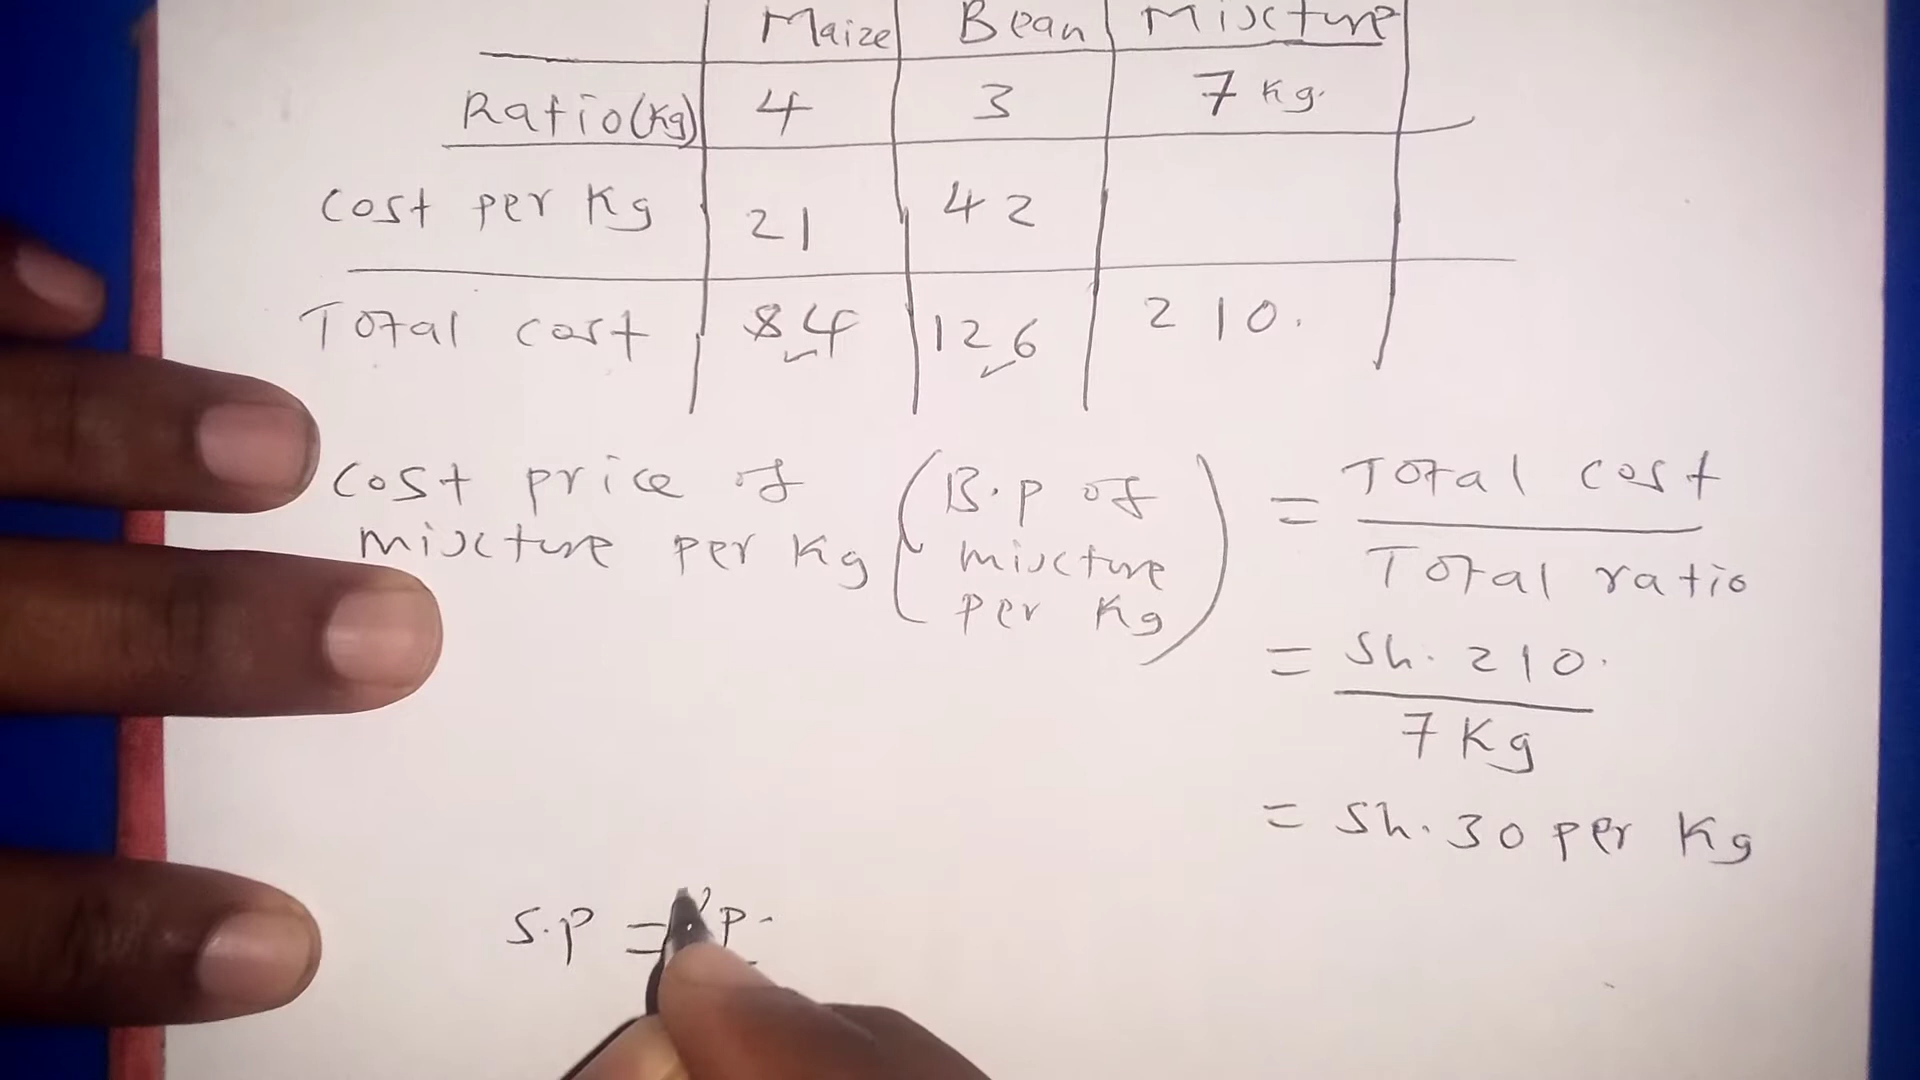 Maize Bean Mixture
Ratio(Kg) 4 3 7 Kg.
Cost per Kg 21 42
Total cost 84 126 210.
Cost price of mixture per Kg (B.p of mixture per Kg) = Total cost / Total ratio
= Sh. 210. / 7 Kg
= Sh. 30 per Kg
S.p =